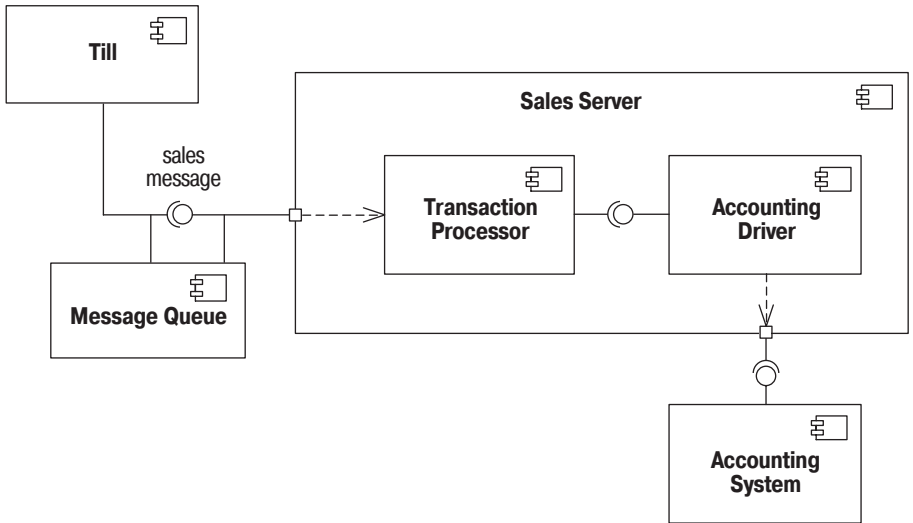 Till
Sales Server
sales
message
Transaction
Processor
Accounting
Driver
Message Queue
Accounting
System